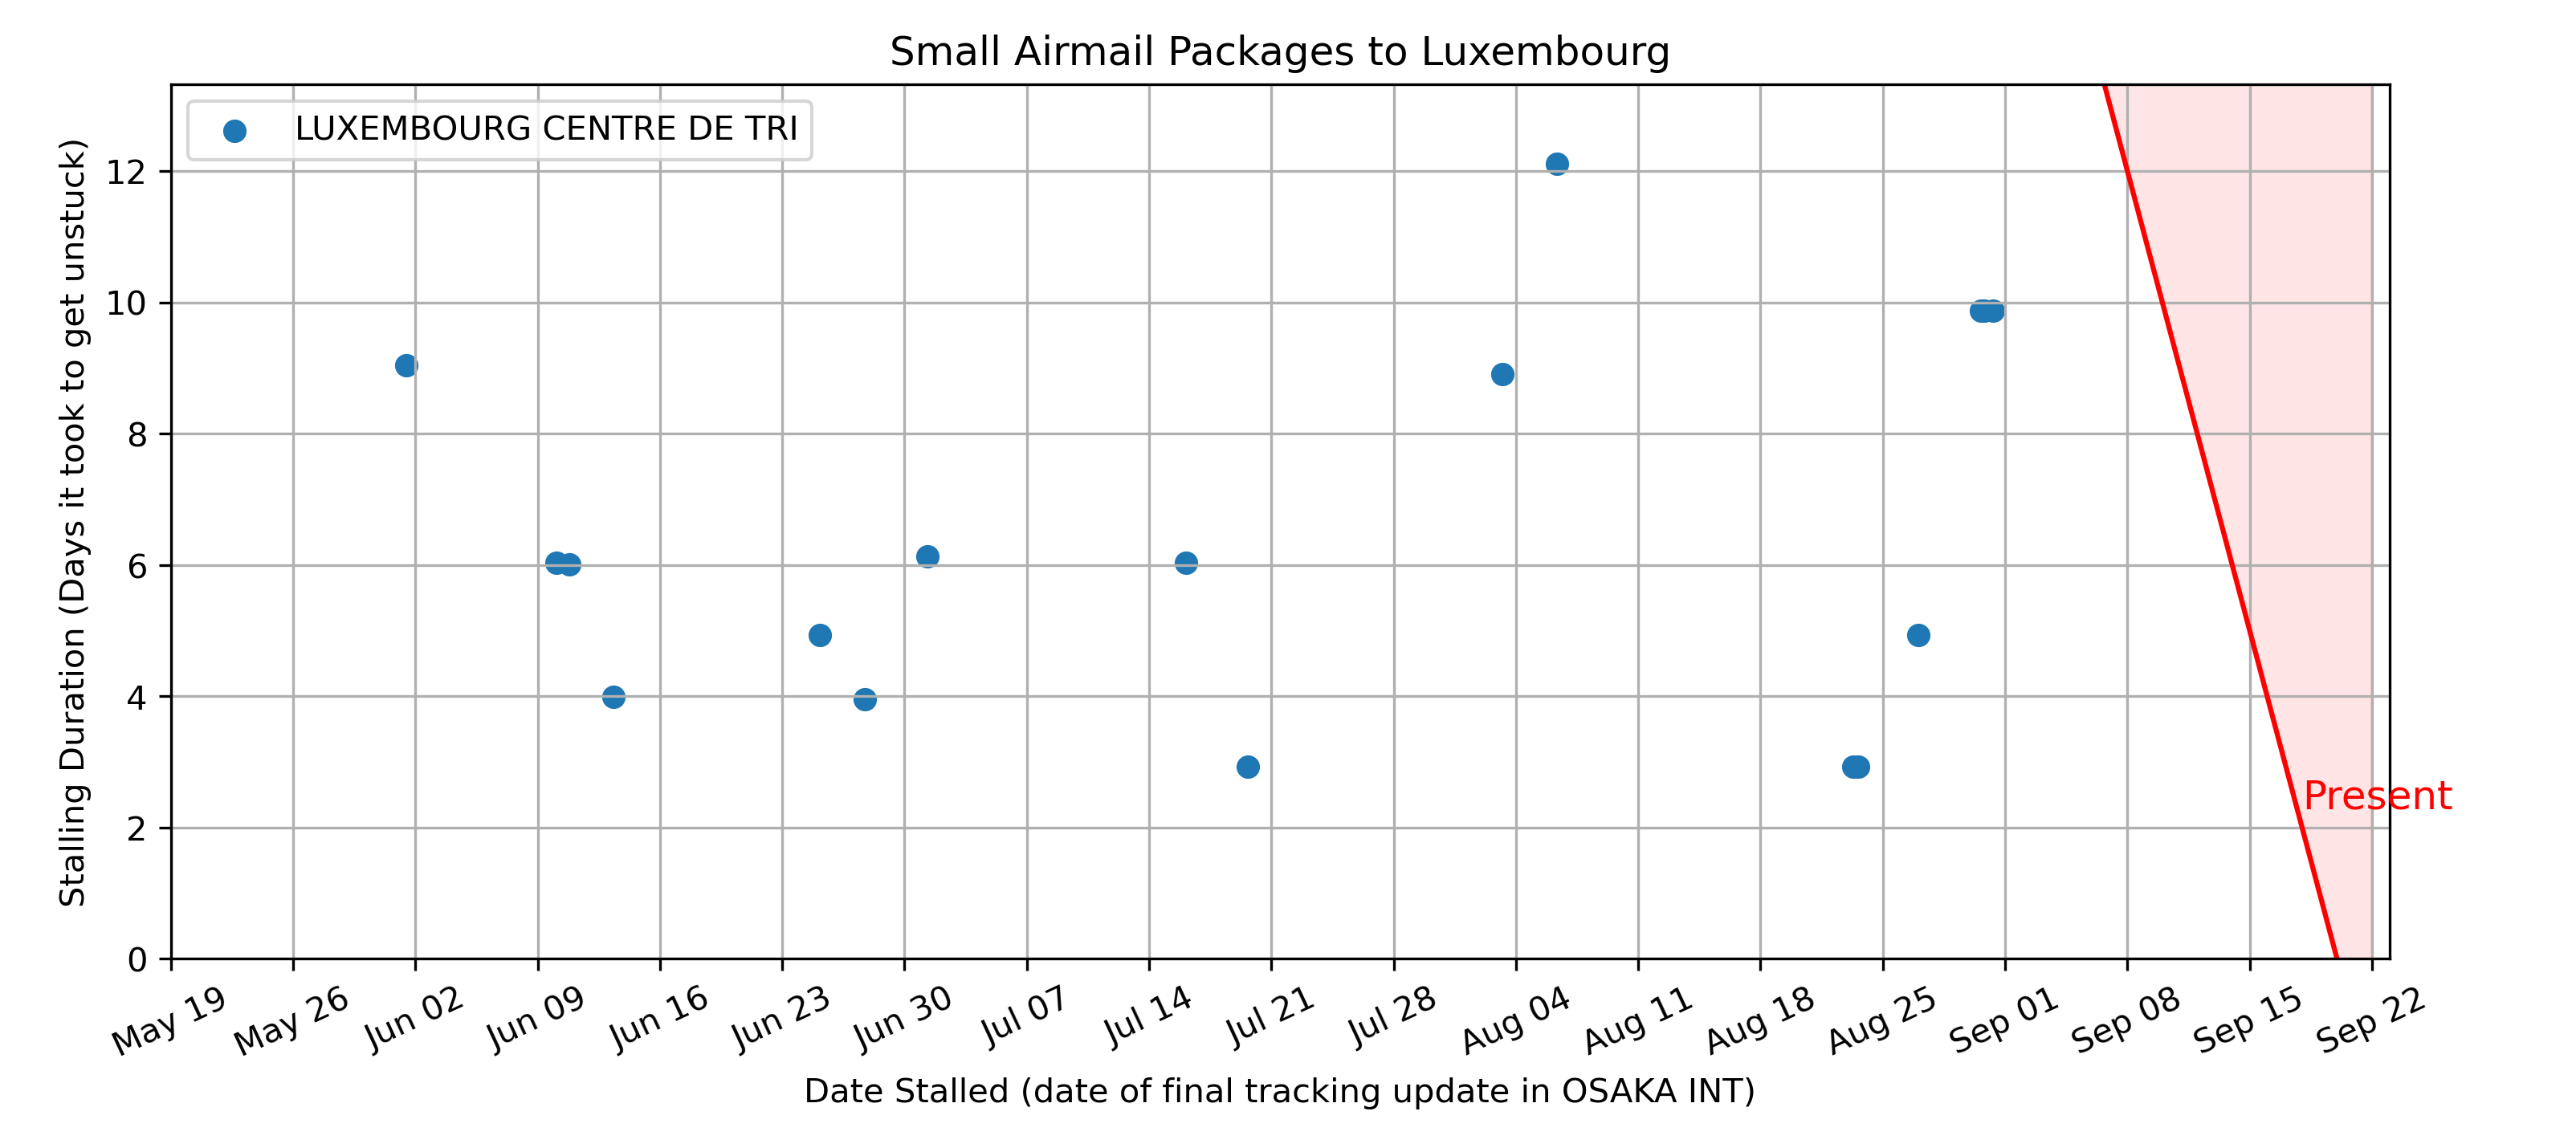 Small Airmail Packages to Luxembourg
LUXEMBOURG CENTRE DE TRI
Stalling Duration (Days it took to get unstuck)
12
10
8
6
4
2
0
Present
May 19
May 26
Jun 02
Jun 09
Jun 16
Jun 23
Jun 30
Jul 07
Jul 14
Jul 21
Jul 28
Aug 04
Aug 11
Aug 18
Aug 25
Sep 01
Sep 08
Sep 15
Sep 22
Date Stalled (date of final tracking update in OSAKA INT)